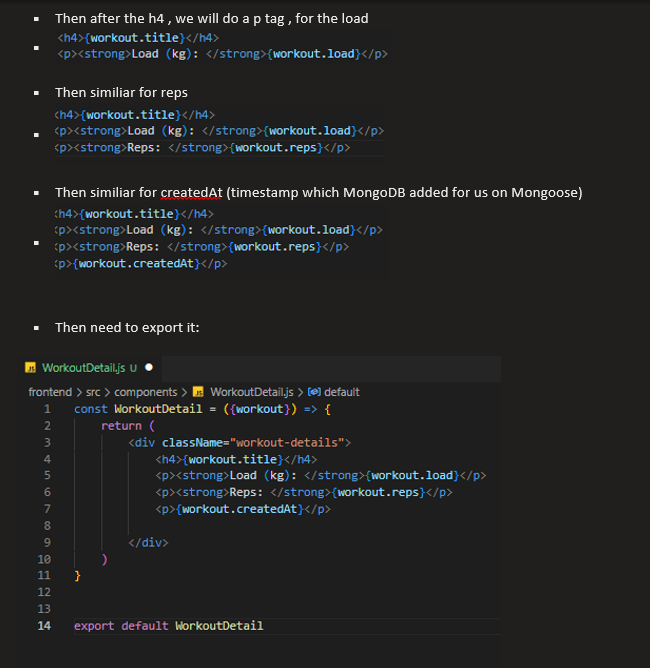 Then after the h4 , we will do a p tag , for the load
<h4>{workout.title}</h4>
<p><strong>Load (kg): </strong>{workout.load}</p>
Then similiar for reps
<h4>{workout.title}</h4>
<p><strong>Load (kg): </strong>{workout.load}</p>
<p><strong>Reps: </strong>{workout.reps}</p>
Then similiar for createdAt (timestamp which MongoDB added for us on Mongoose)
<h4>{workout.title}</h4>
<p><strong>Load (kg): </strong>{workout.load}</p>
<p><strong>Reps: </strong>{workout.reps}</p>
<p>{workout.createdAt}</p>
Then need to export it:
JS WorkoutDetail.js U ●
frontend > src > components > JS WorkoutDetail.js > default
1 const WorkoutDetail = ({workout}) => {
2 return (
3 <div className="workout-details">
4 <h4>{workout.title}</h4>
5 <p><strong>Load (kg): </strong>{workout.load}</p>
6 <p><strong>Reps: </strong>{workout.reps}</p>
7 <p>{workout.createdAt}</p>
8
9 </div>
10 )
11 }
12
13
14 export default WorkoutDetail